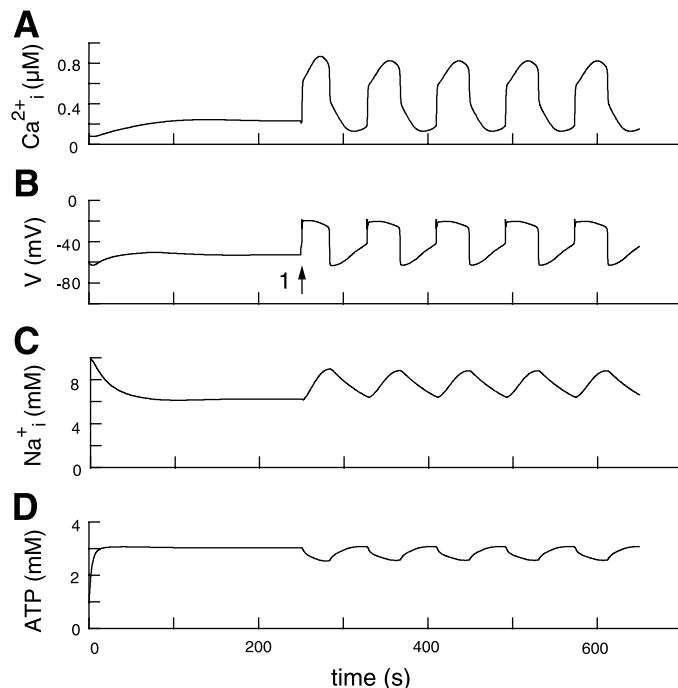 A
0.8
0.4
0
Ca²⁺ᵢ (µM)
B
0
-40
-80
V (mV)
1
C
8
4
0
Na⁺ᵢ (mM)
D
4
2
0
ATP (mM)
0 200 400 600
time (s)